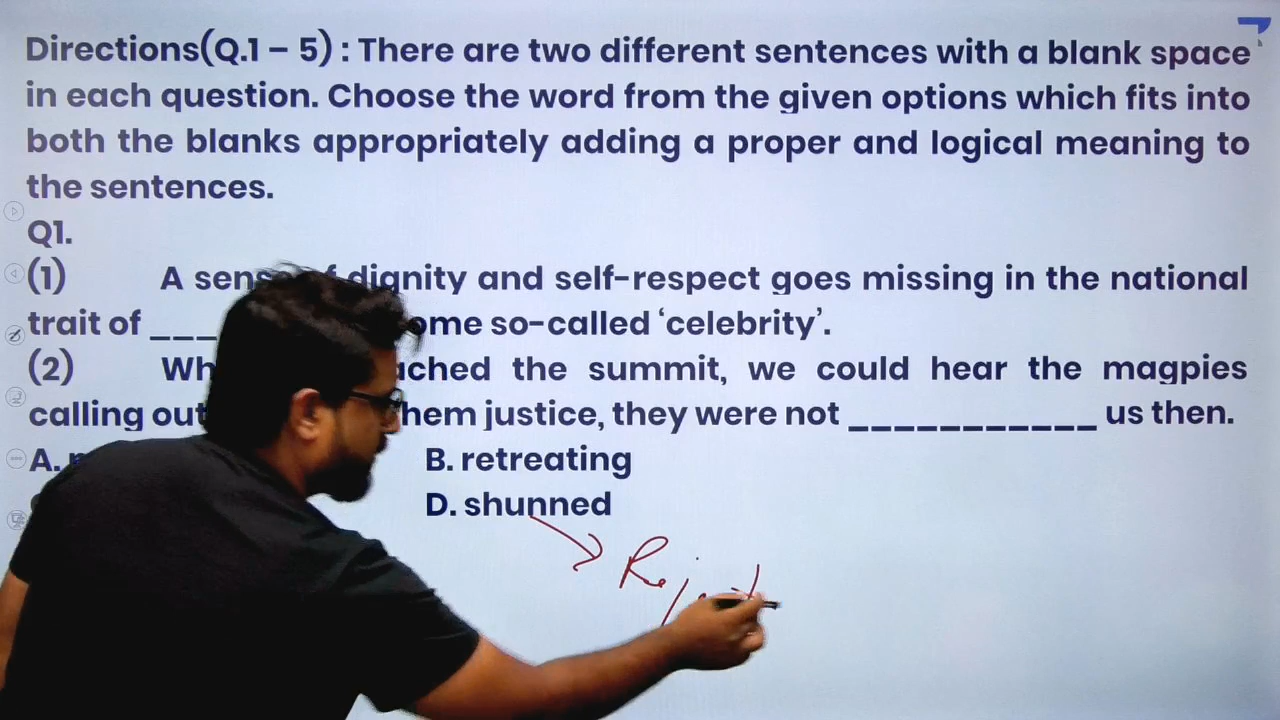 Directions(Q.1 – 5) : There are two different sentences with a blank space
in each question. Choose the word from the given options which fits into
both the blanks appropriately adding a proper and logical meaning to
the sentences.
Q1.
(1) A sense of dignity and self-respect goes missing in the national
trait of ___ some so-called ‘celebrity’.
(2) ached the summit, we could hear the magpies
calling out them justice, they were not ___________ us then.
A. B. retreating
D. shunned